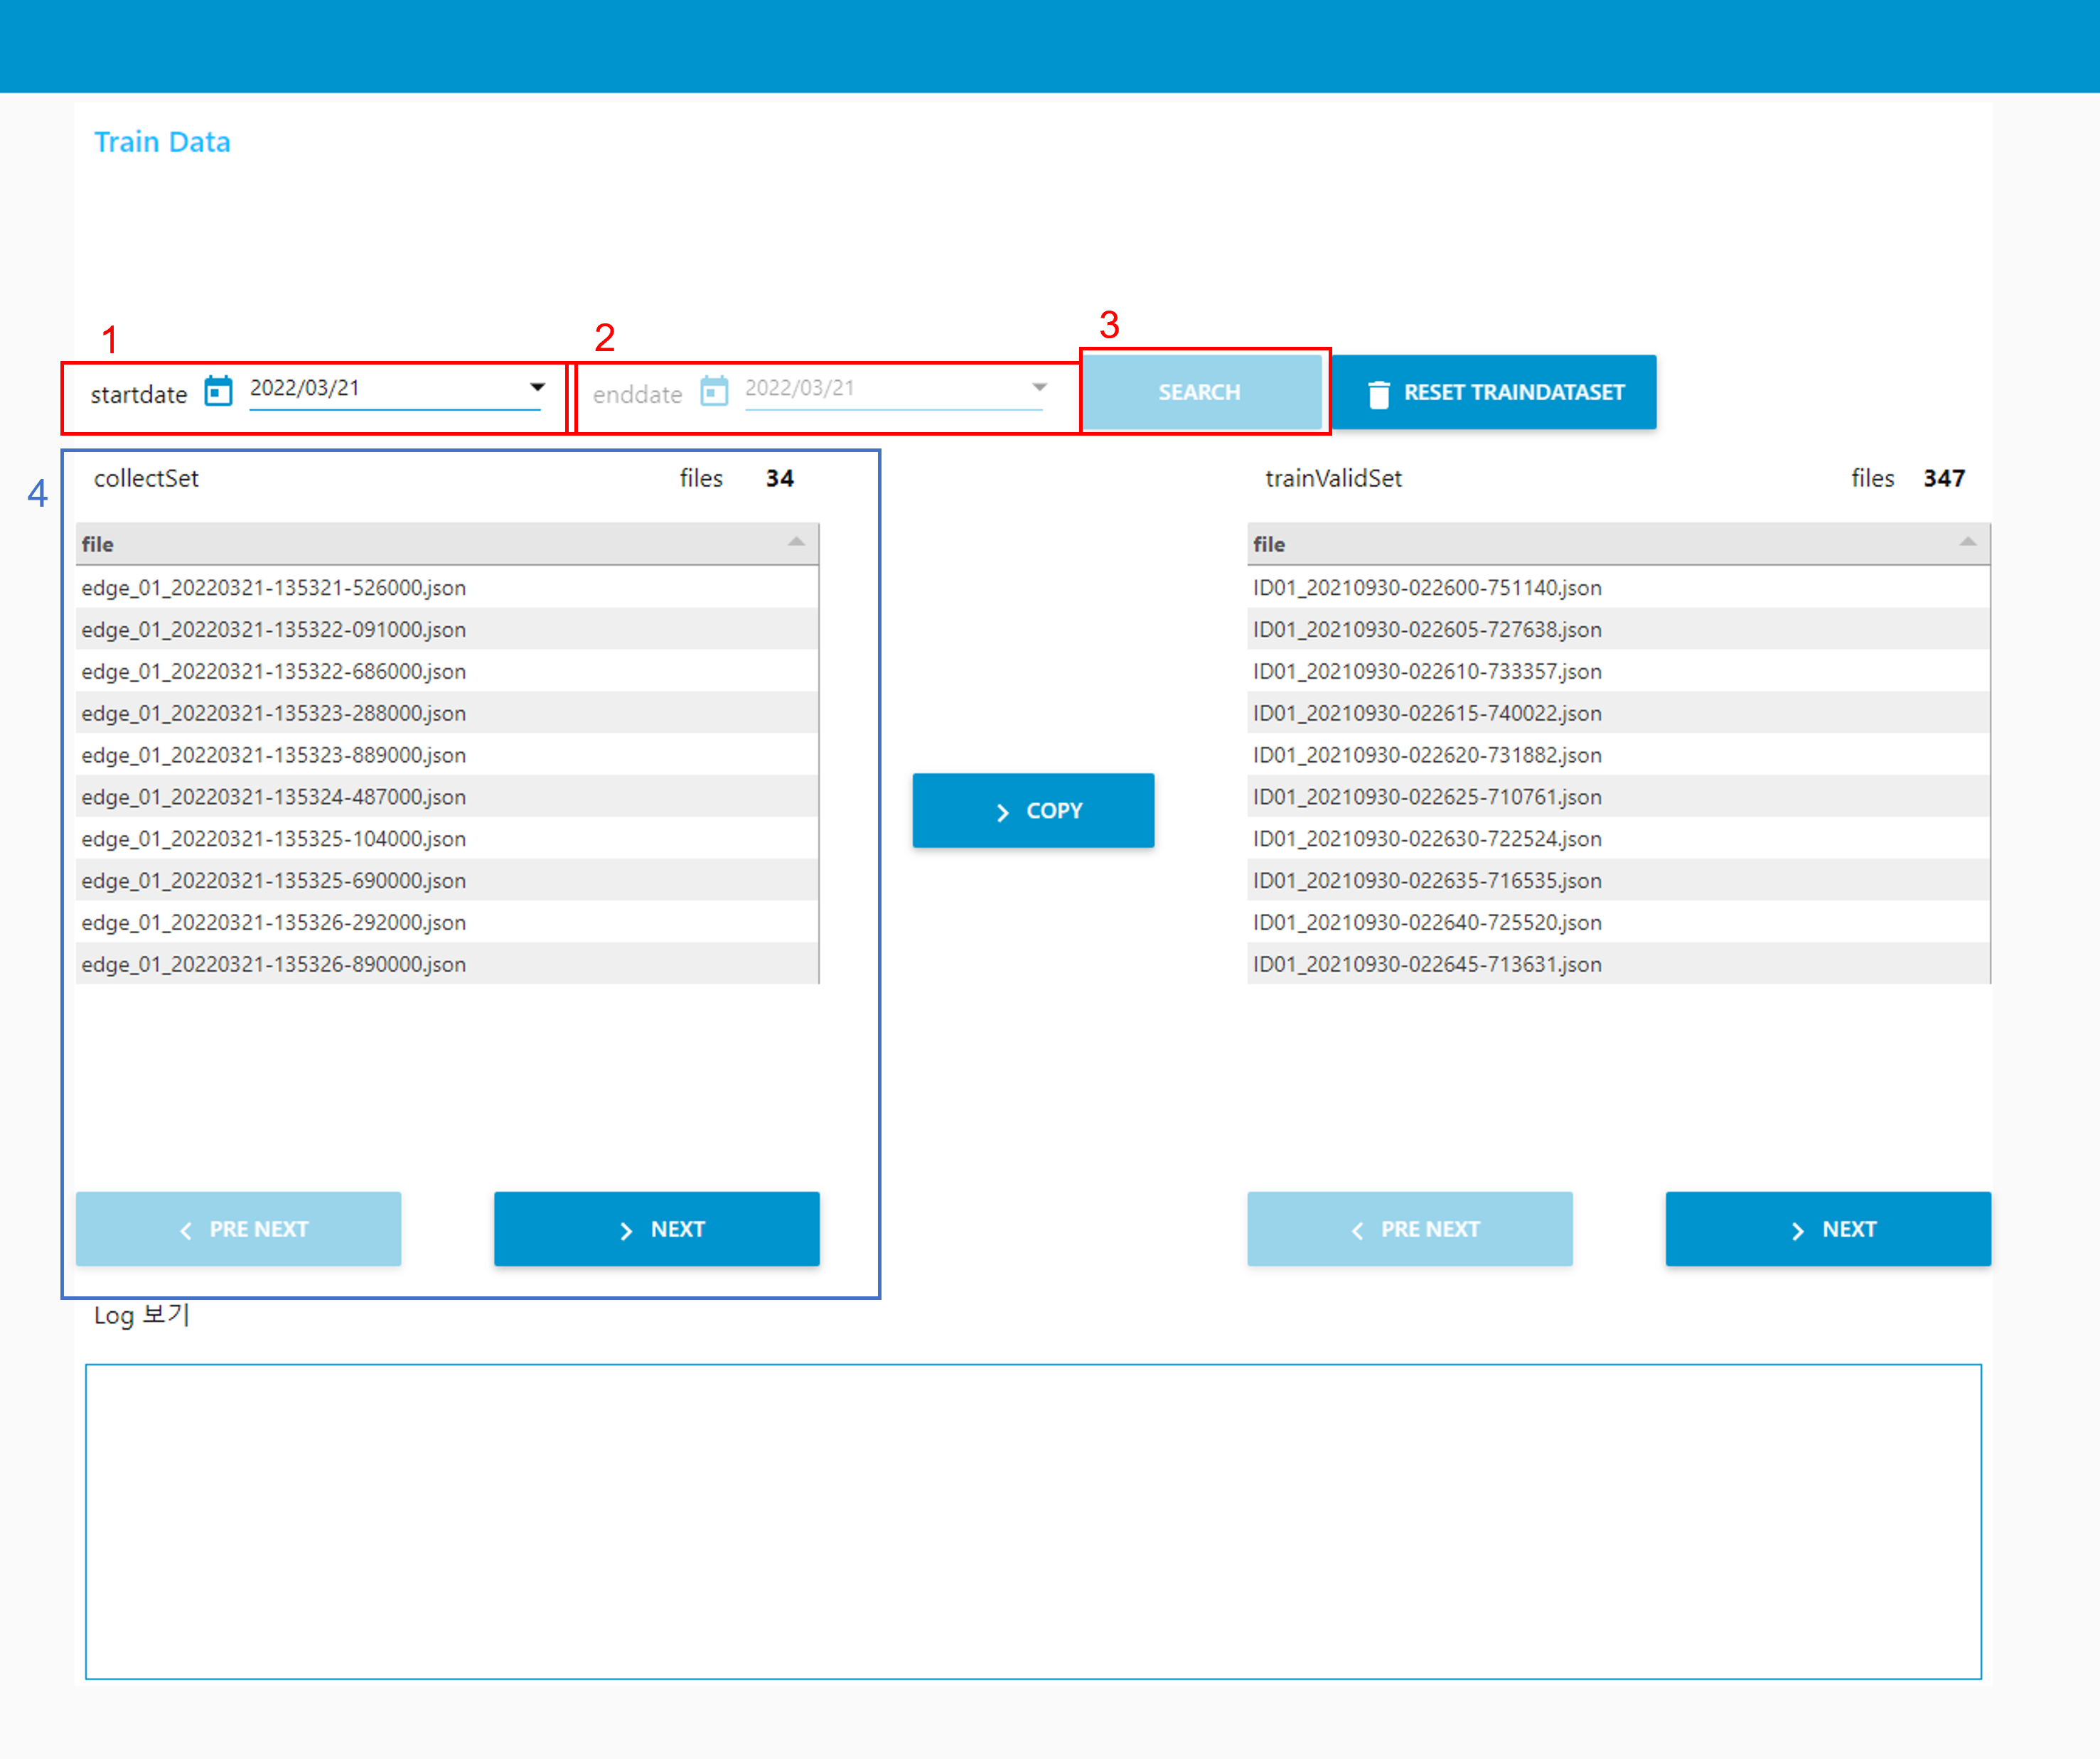 Train Data
1
2
3
startdate 2022/03/21
enddate 2022/03/21
SEARCH
RESET TRAINDATASET
4
collectSet files 34
file
edge_01_20220321-135321-526000.json
edge_01_20220321-135322-091000.json
edge_01_20220321-135322-686000.json
edge_01_20220321-135323-288000.json
edge_01_20220321-135323-889000.json
edge_01_20220321-135324-487000.json
edge_01_20220321-135325-104000.json
edge_01_20220321-135325-690000.json
edge_01_20220321-135326-292000.json
edge_01_20220321-135326-890000.json
PRE NEXT
NEXT
COPY
trainValidSet files 347
file
ID01_20210930-022600-751140.json
ID01_20210930-022605-727638.json
ID01_20210930-022610-733357.json
ID01_20210930-022615-740022.json
ID01_20210930-022620-731882.json
ID01_20210930-022625-710761.json
ID01_20210930-022630-722524.json
ID01_20210930-022635-716535.json
ID01_20210930-022640-725520.json
ID01_20210930-022645-713631.json
PRE NEXT
NEXT
Log 보기